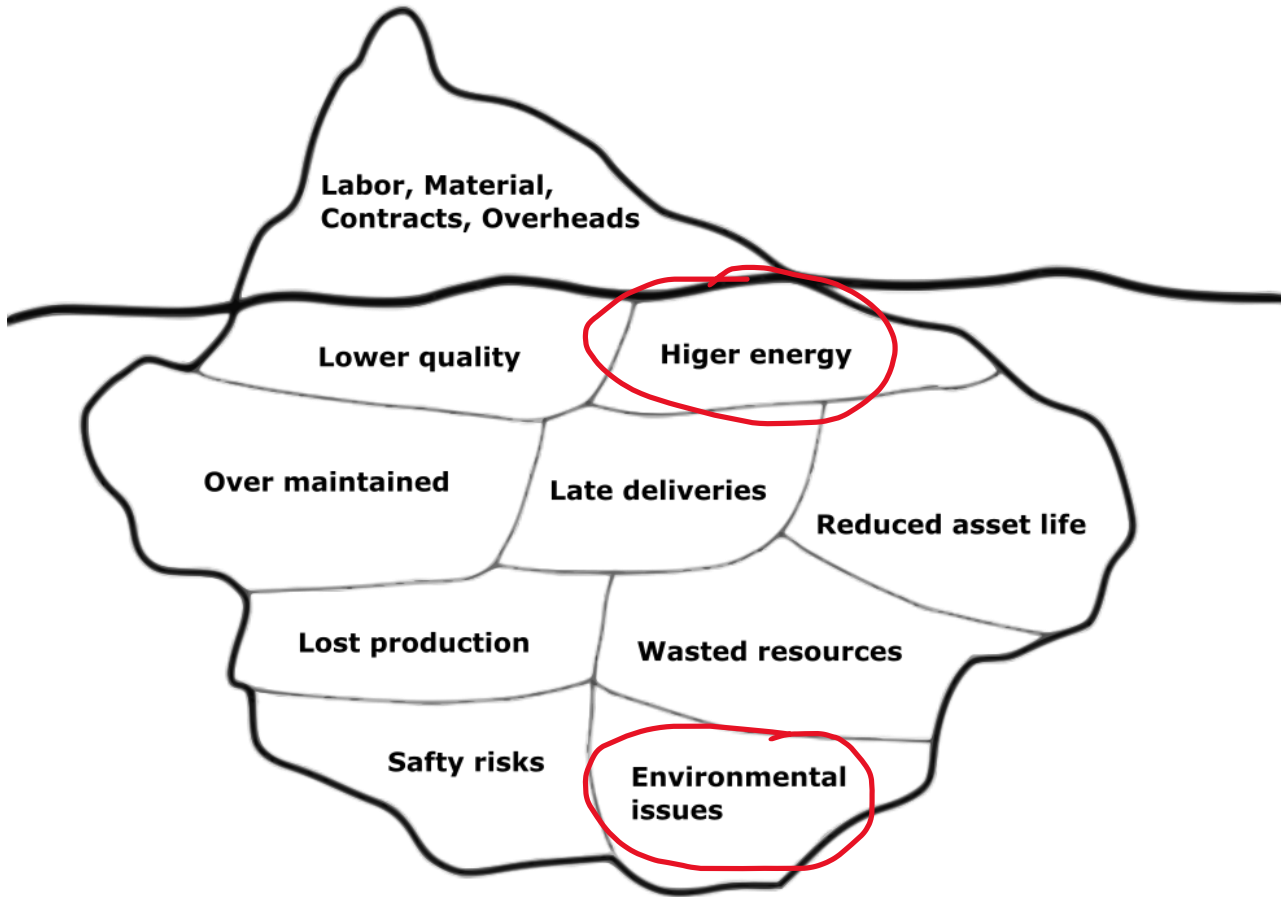 Labor, Material,
Contracts, Overheads
Lower quality
Higer energy
Over maintained
Late deliveries
Reduced asset life
Lost production
Wasted resources
Safty risks
Environmental
issues